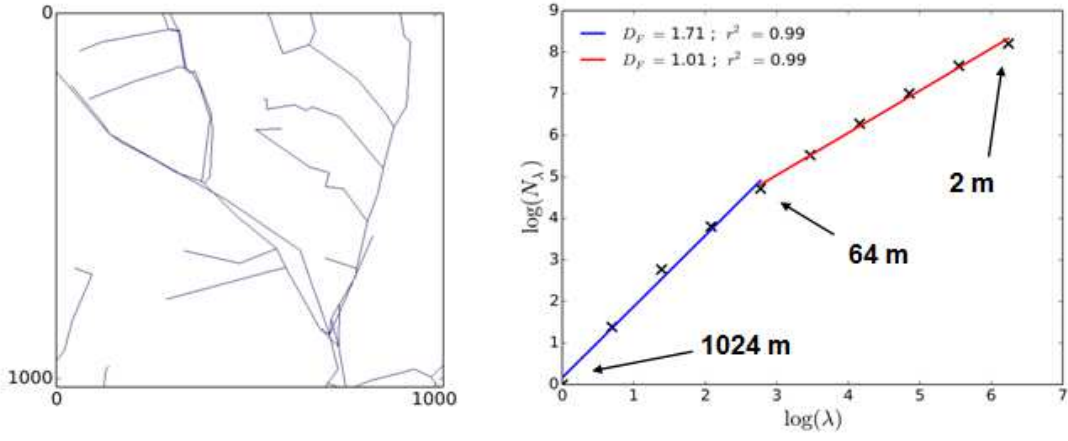 0
1000
0
1000
9
8
7
6
5
4
3
2
1
0
log(N_λ)
D_F = 1.71 ; r² = 0.99
D_F = 1.01 ; r² = 0.99
2 m
64 m
1024 m
0 1 2 3 4 5 6 7
log(λ)